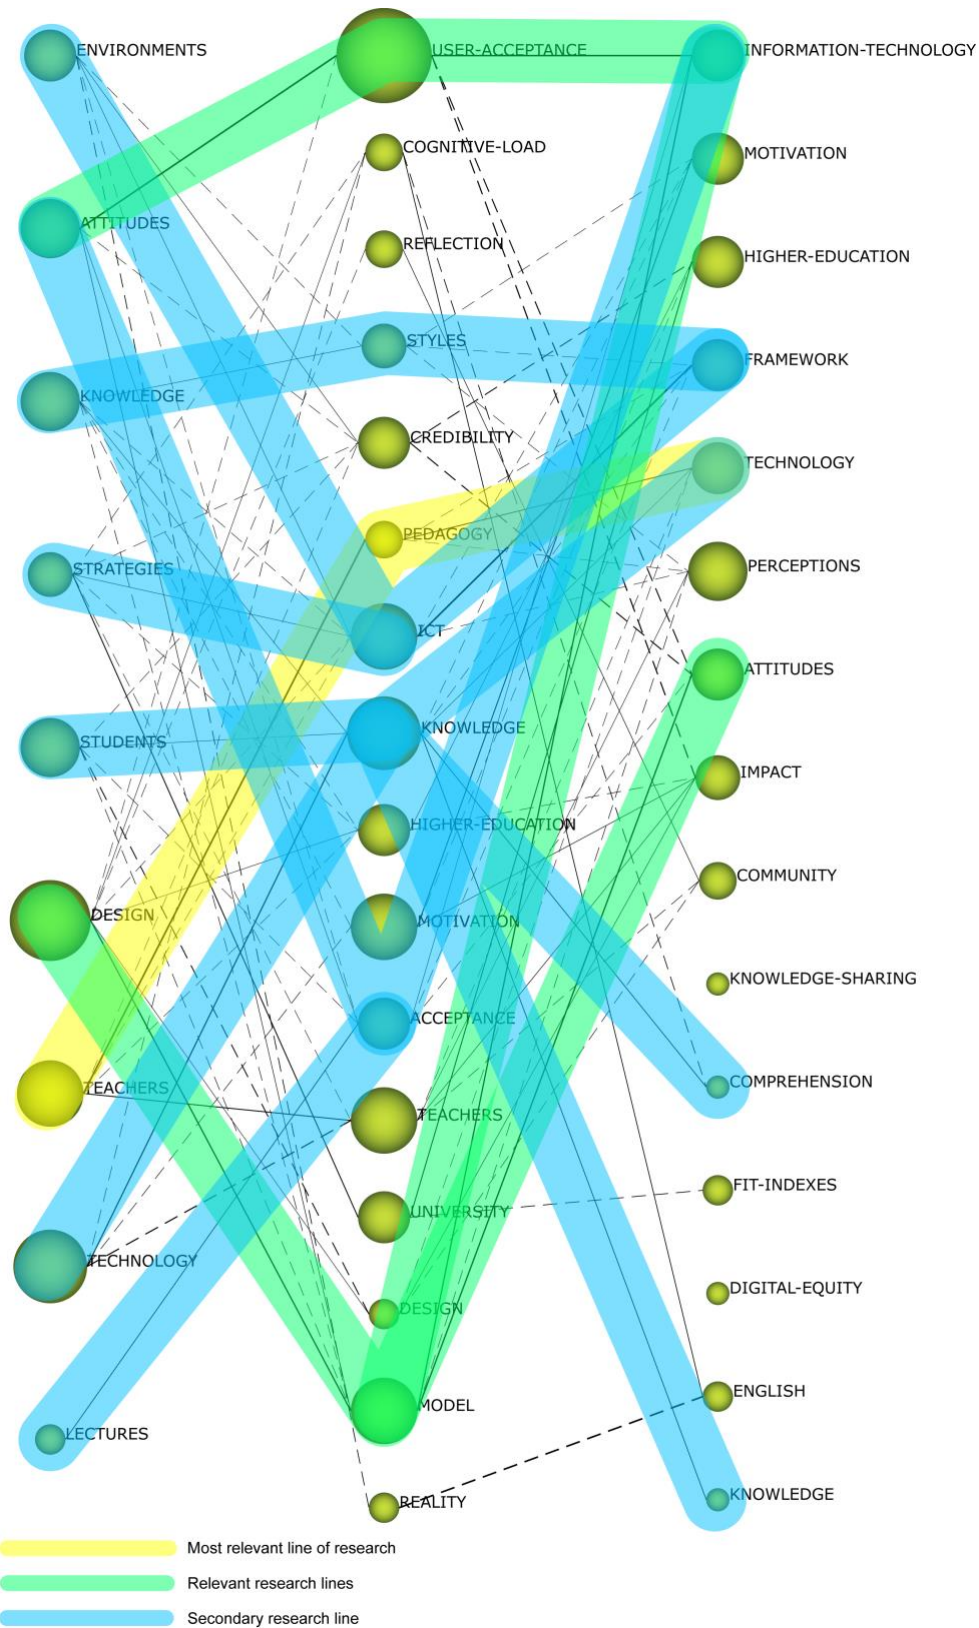 ENVIRONMENTS
ATTITUDES
KNOWLEDGE
STRATEGIES
STUDENTS
DESIGN
TEACHERS
TECHNOLOGY
LECTURES
USER-ACCEPTANCE
COGNITIVE-LOAD
REFLECTION
STYLES
CREDIBILITY
PEDAGOGY
ICT
KNOWLEDGE
HIGHER-EDUCATION
MOTIVATION
ACCEPTANCE
TEACHERS
UNIVERSITY
DESIGN
MODEL
REALITY
INFORMATION-TECHNOLOGY
MOTIVATION
HIGHER-EDUCATION
FRAMEWORK
TECHNOLOGY
PERCEPTIONS
ATTITUDES
IMPACT
COMMUNITY
KNOWLEDGE-SHARING
COMPREHENSION
FIT-INDEXES
DIGITAL-EQUITY
ENGLISH
KNOWLEDGE
Most relevant line of research
Relevant research lines
Secondary research line